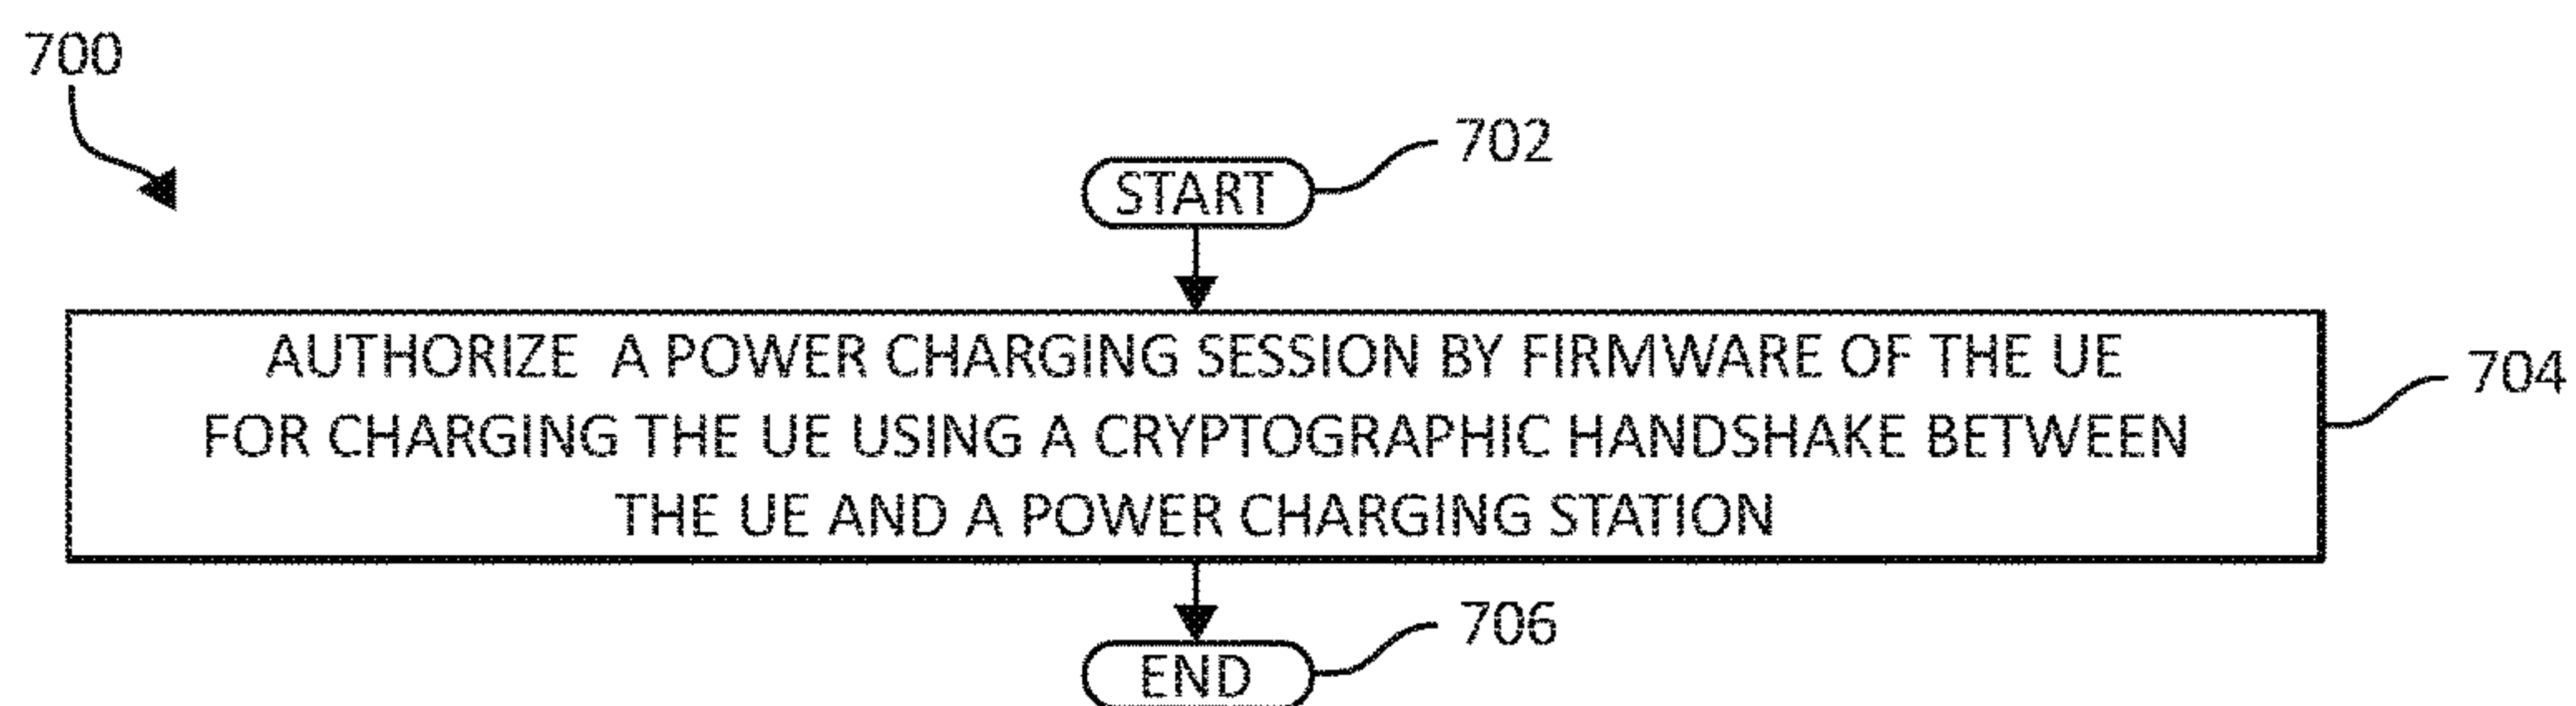 700
702
START
AUTHORIZE A POWER CHARGING SESSION BY FIRMWARE OF THE UE
FOR CHARGING THE UE USING A CRYPTOGRAPHIC HANDSHAKE BETWEEN
THE UE AND A POWER CHARGING STATION
704
706
END